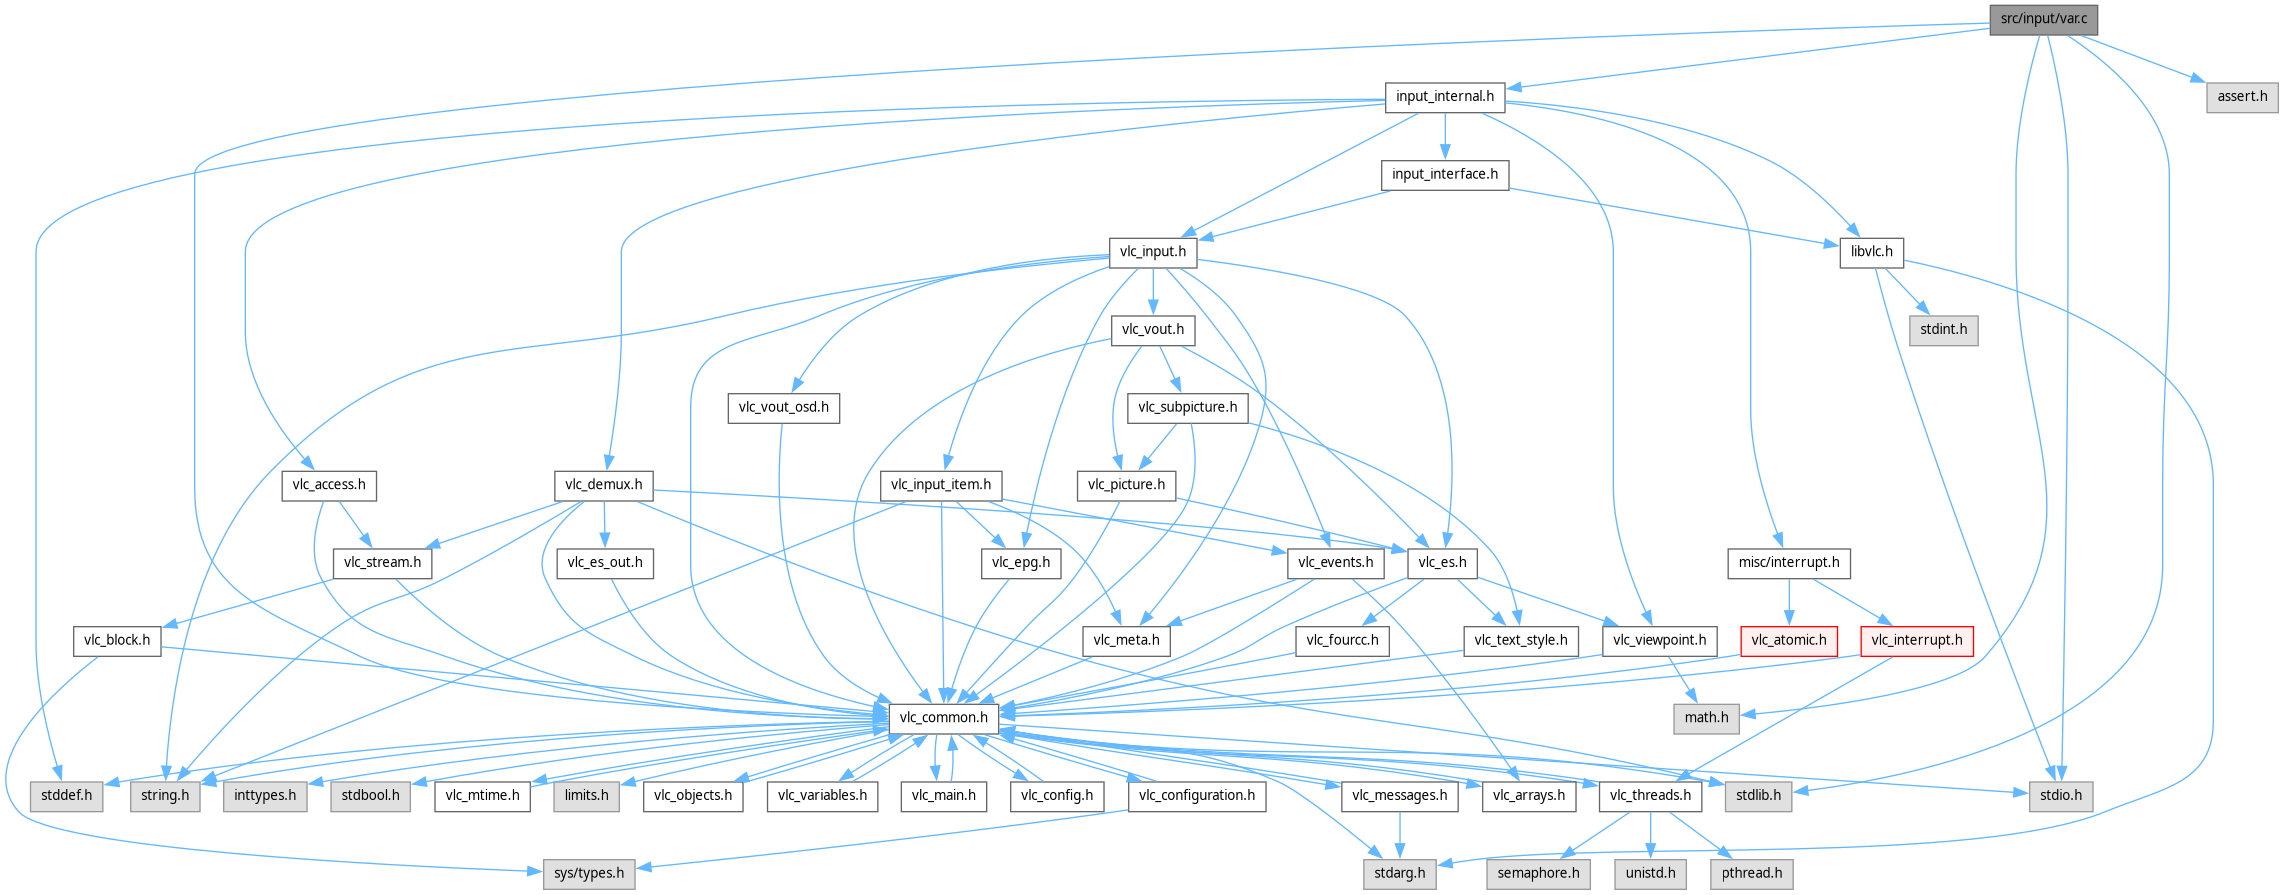 src/input/var.c
input_internal.h
assert.h
input_interface.h
vlc_input.h
libvlc.h
vlc_vout.h
stdint.h
vlc_vout_osd.h
vlc_subpicture.h
vlc_access.h
vlc_demux.h
vlc_input_item.h
vlc_picture.h
vlc_stream.h
vlc_es_out.h
vlc_epg.h
vlc_events.h
vlc_es.h
misc/interrupt.h
vlc_block.h
vlc_meta.h
vlc_fourcc.h
vlc_text_style.h
vlc_viewpoint.h
vlc_atomic.h
vlc_interrupt.h
vlc_common.h
math.h
stddef.h
string.h
inttypes.h
stdbool.h
vlc_mtime.h
limits.h
vlc_objects.h
vlc_variables.h
vlc_main.h
vlc_config.h
vlc_configuration.h
vlc_messages.h
vlc_arrays.h
vlc_threads.h
stdlib.h
stdio.h
sys/types.h
stdarg.h
semaphore.h
unistd.h
pthread.h